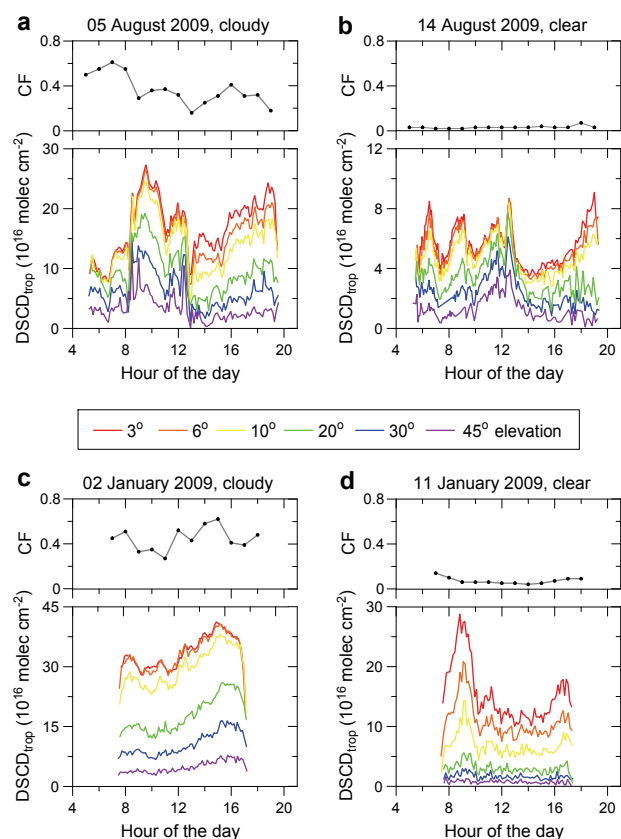 a
05 August 2009, cloudy
0.8
0.4
0
CF
30
20
10
0
DSCD_trop (10^16 molec cm^-2)
4 8 12 16 20
Hour of the day
b
14 August 2009, clear
0.8
0.4
0
CF
12
8
4
0
DSCD_trop (10^16 molec cm^-2)
4 8 12 16 20
Hour of the day
3° 6° 10° 20° 30° 45° elevation
c
02 January 2009, cloudy
0.8
0.4
0
CF
45
30
15
0
DSCD_trop (10^16 molec cm^-2)
4 8 12 16 20
Hour of the day
d
11 January 2009, clear
0.8
0.4
0
CF
30
20
10
0
DSCD_trop (10^16 molec cm^-2)
4 8 12 16 20
Hour of the day